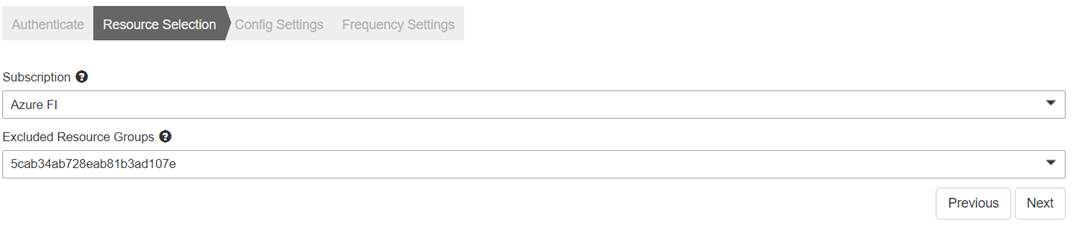 Authenticate Resource Selection Config Settings Frequency Settings
Subscription ?
Azure FI
Excluded Resource Groups ?
5cab34ab728eab81b3ad107e
Previous Next